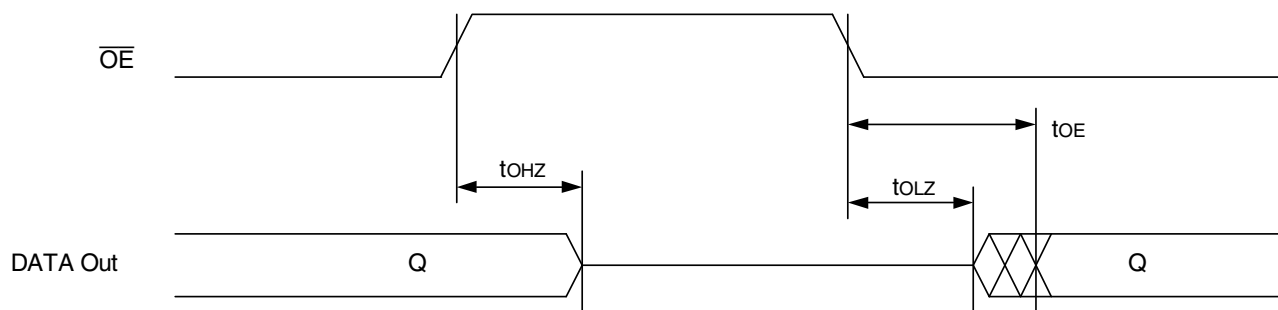 OE
tOE
tOHZ
tOLZ
DATA Out Q Q